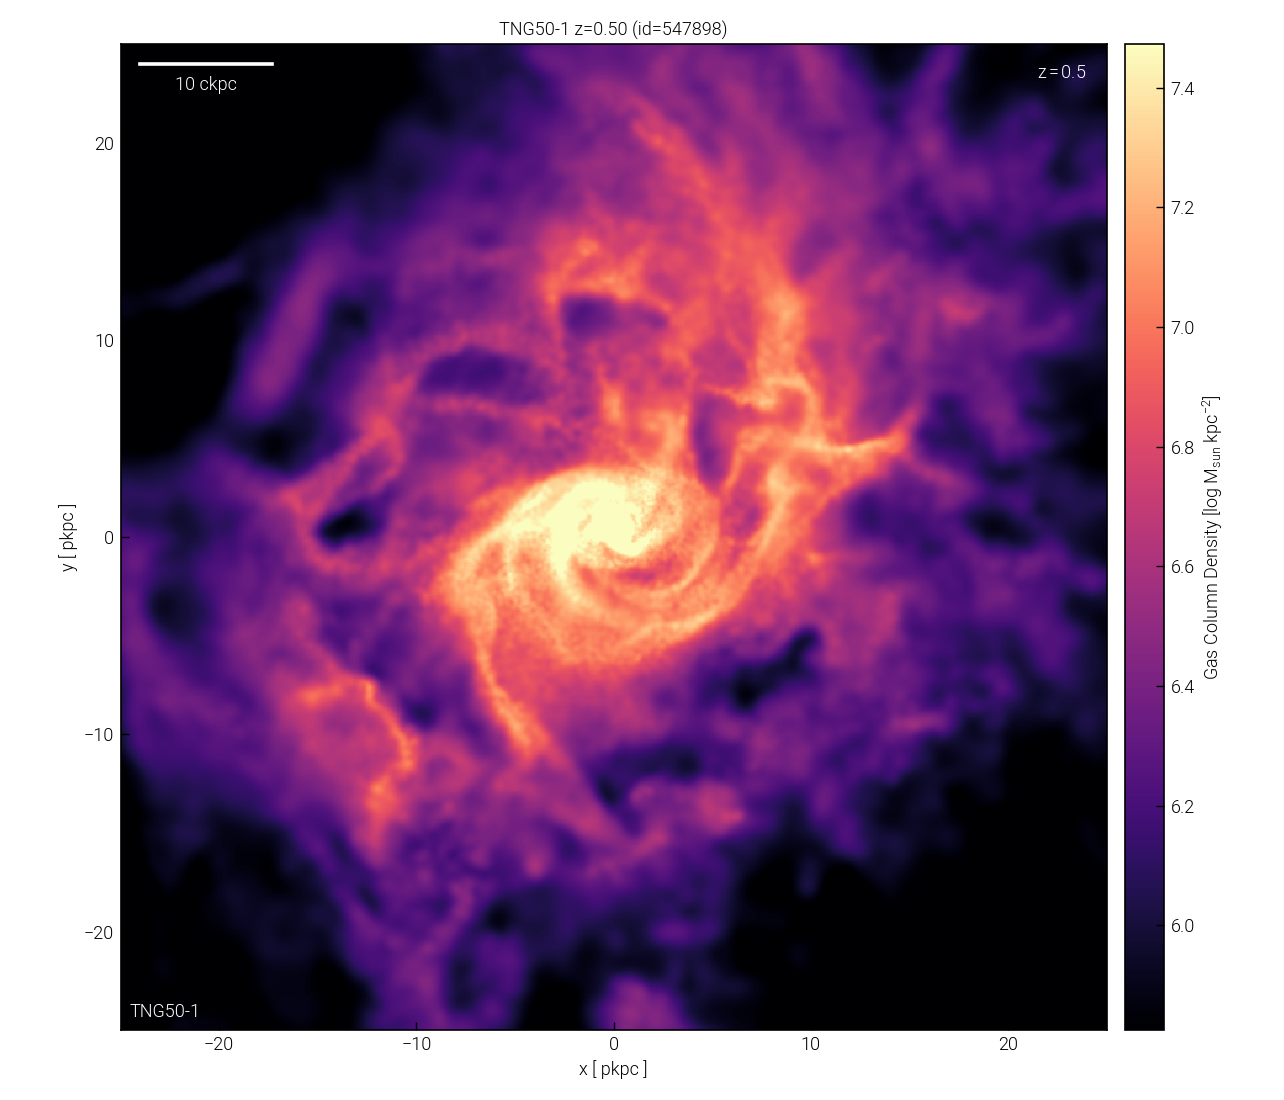 TNG50-1 z=0.50 (id=547898)
10 ckpc
z=0.5
20
10
0
−10
−20
y [ pkpc ]
7.4
7.2
7.0
6.8
6.6
6.4
6.2
6.0
Gas Column Density [log M_sun kpc^−2]
TNG50-1
−20
−10
0
10
20
x [ pkpc ]